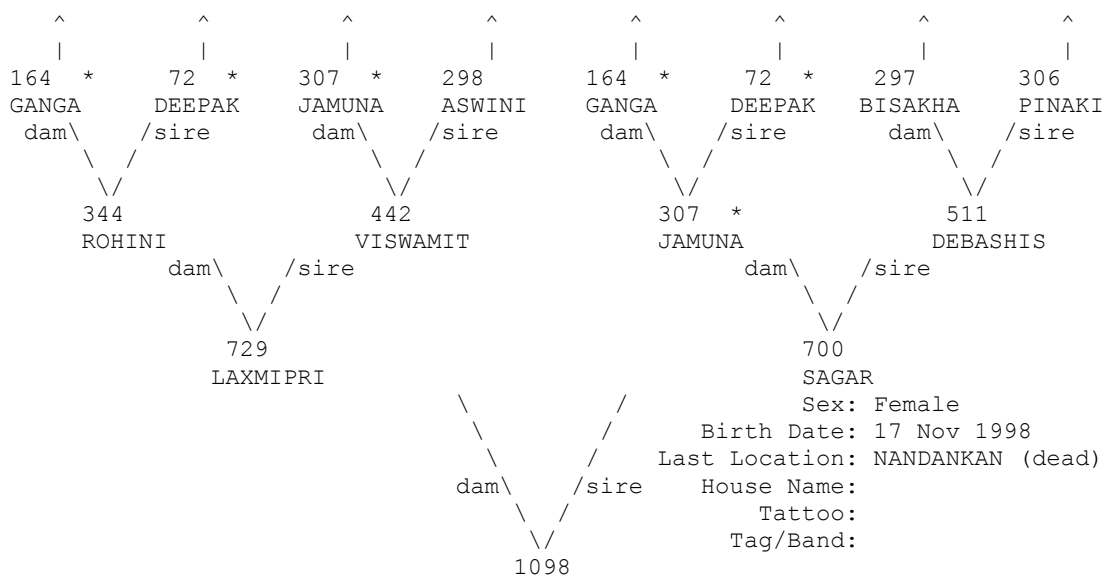 ^ ^ ^ ^ ^ ^ ^ ^
| | | | | | | |
164 * 72 * 307 * 298 164 * 72 * 297 306
GANGA DEEPAK JAMUNA ASWINI GANGA DEEPAK BISAKHA PINAKI
dam\ /sire dam\ /sire dam\ /sire dam\ /sire
\ / \ / \ / \ /
\/ \/ \/ \/
344 442 307 * 511
ROHINI VISWAMIT JAMUNA DEBASHIS
dam\ /sire dam\ /sire
\ / \ /
\/ \/
729 700
LAXMIPRI SAGAR
\ / Sex: Female
\ / Birth Date: 17 Nov 1998
\ / Last Location: NANDANKAN (dead)
dam\ /sire House Name:
\ / Tattoo:
\/ Tag/Band:
1098